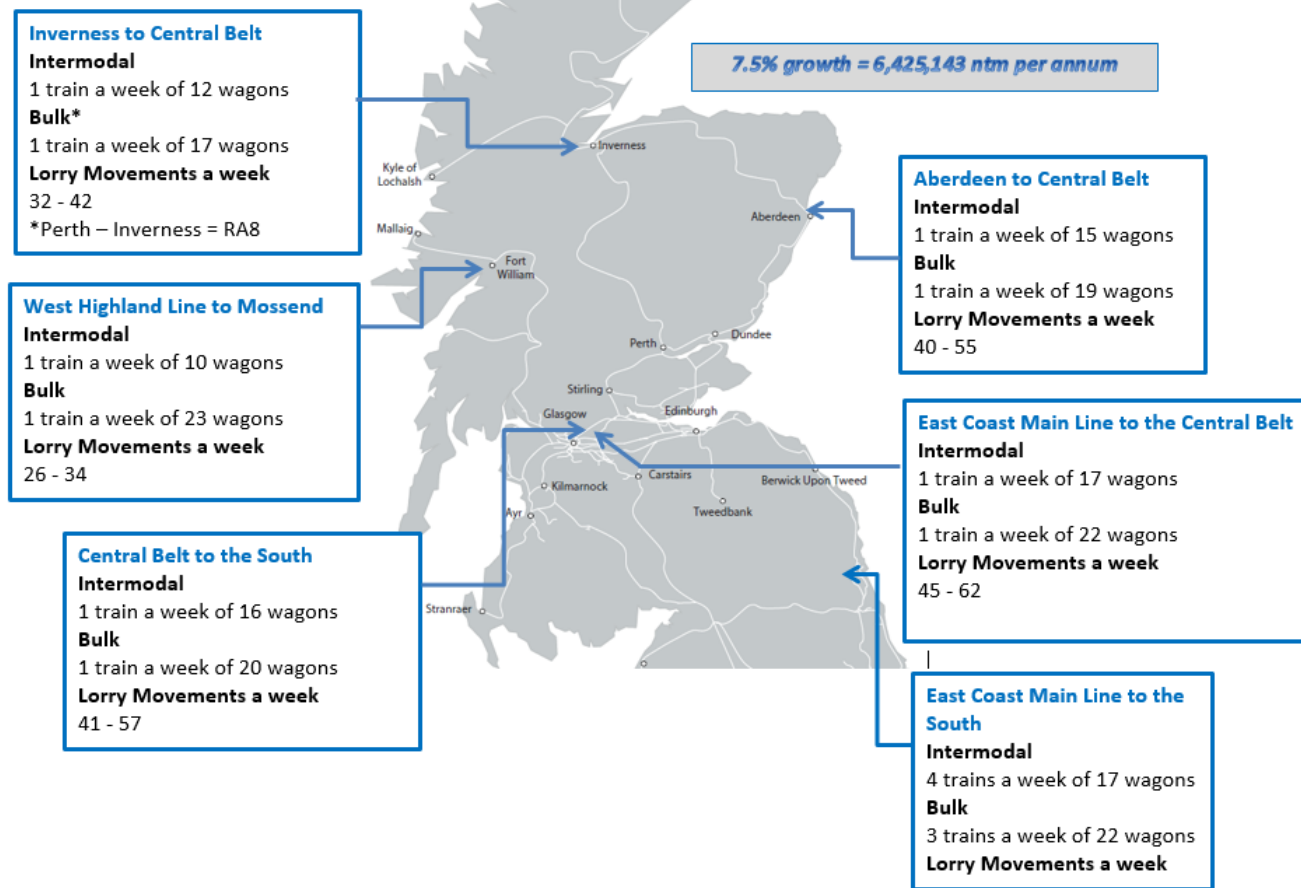 Inverness to Central Belt
Intermodal
1 train a week of 12 wagons
Bulk*
1 train a week of 17 wagons
Lorry Movements a week
32 - 42
*Perth – Inverness = RA8
7.5% growth = 6,425,143 ntm per annum
Aberdeen to Central Belt
Intermodal
1 train a week of 15 wagons
Bulk
1 train a week of 19 wagons
Lorry Movements a week
40 - 55
West Highland Line to Mossend
Intermodal
1 train a week of 10 wagons
Bulk
1 train a week of 23 wagons
Lorry Movements a week
26 - 34
East Coast Main Line to the Central Belt
Intermodal
1 train a week of 17 wagons
Bulk
1 train a week of 22 wagons
Lorry Movements a week
45 - 62
Central Belt to the South
Intermodal
1 train a week of 16 wagons
Bulk
1 train a week of 20 wagons
Lorry Movements a week
41 - 57
East Coast Main Line to the
South
Intermodal
4 trains a week of 17 wagons
Bulk
3 trains a week of 22 wagons
Lorry Movements a week
Inverness
Kyle of
Lochalsh
Aberdeen
Mallaig
Fort
William
Dundee
Perth
Stirling
Glasgow
Edinburgh
Carstairs
Berwick Upon Tweed
Kilmarnock
Tweedbank
Ayr
Stranraer